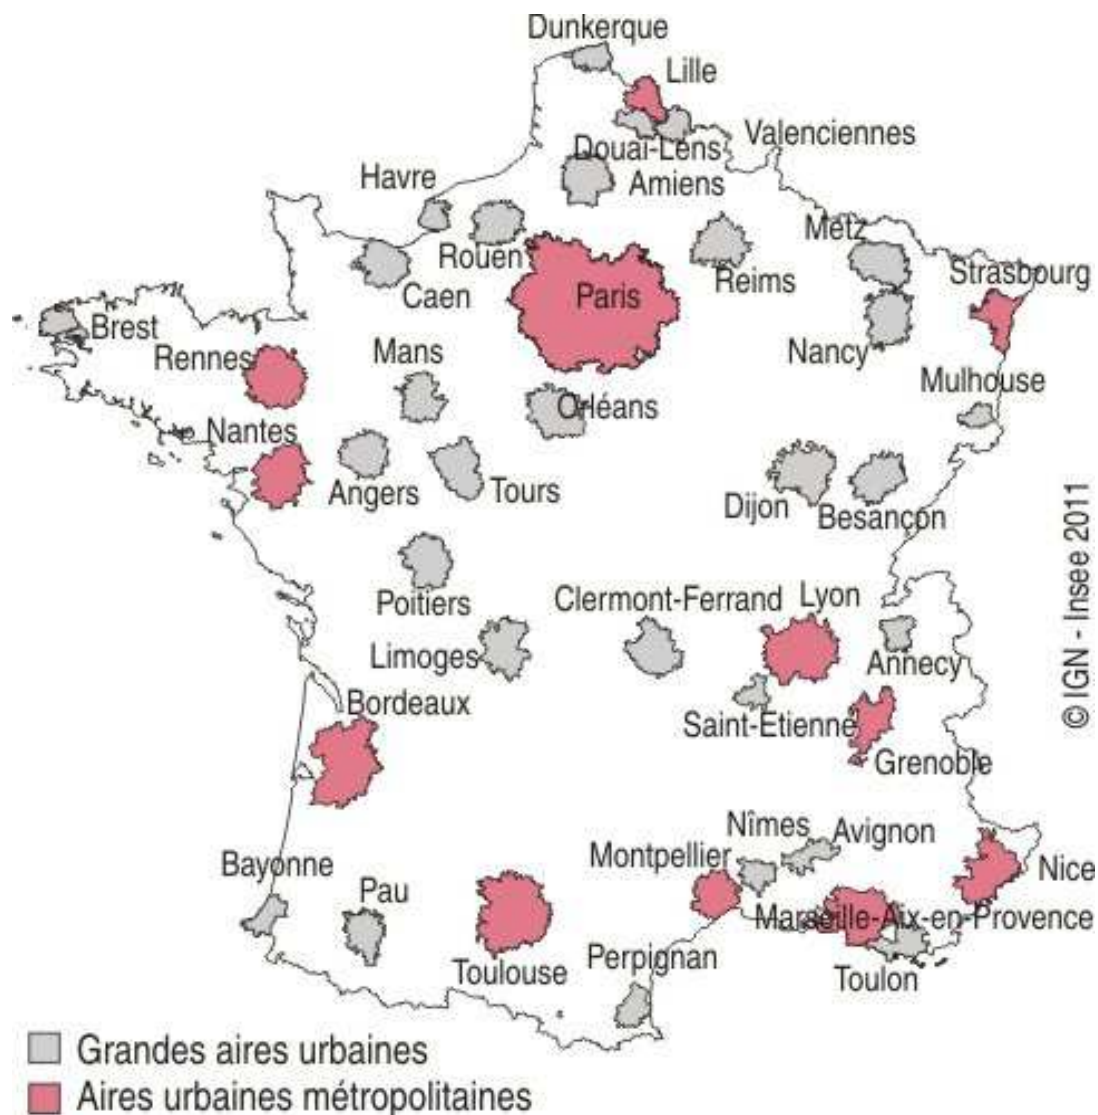 Dunkerque
Lille
Valenciennes
Douai-Lens
Amiens
Havre
Rouen
Caen
Paris
Reims
Metz
Strasbourg
Nancy
Brest
Rennes
Mans
Orléans
Mulhouse
Nantes
Angers
Tours
Dijon
Besançon
Poitiers
Clermont-Ferrand
Lyon
Limoges
Annecy
Bordeaux
Saint-Etienne
Grenoble
Nîmes
Avignon
Montpellier
Nice
Bayonne
Pau
Marseille-Aix-en-Provence
Toulouse
Perpignan
Toulon
© IGN - Insee 2011
Grandes aires urbaines
Aires urbaines métropolitaines